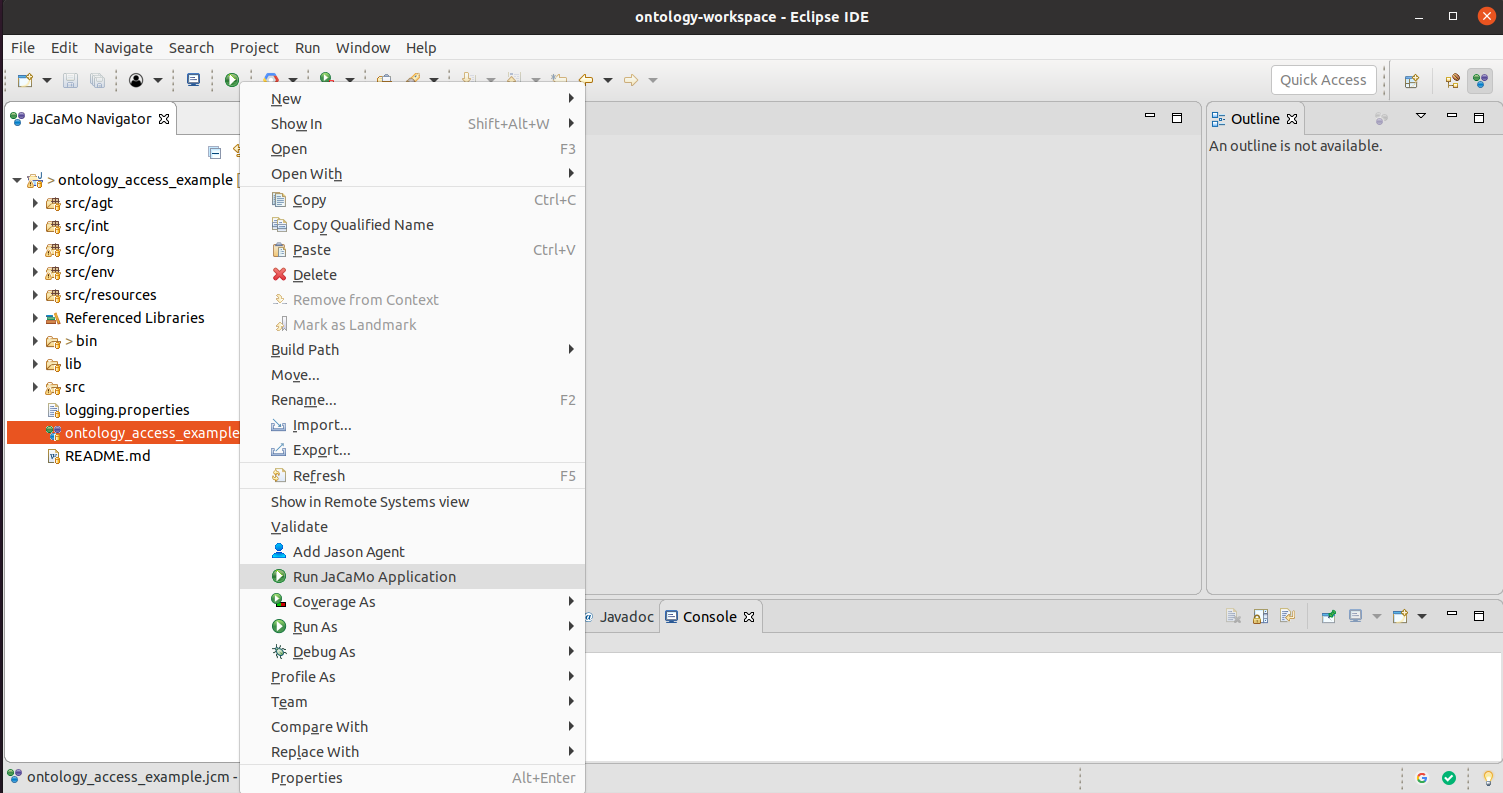 ontology-workspace - Eclipse IDE
File Edit Navigate Search Project Run Window Help
Quick Access
JaCaMo Navigator
> ontology_access_example
src/agt
src/int
src/org
src/env
src/resources
Referenced Libraries
> bin
lib
src
logging.properties
ontology_access_example
README.md
New
Show In Shift+Alt+W
Open F3
Open With
Copy Ctrl+C
Copy Qualified Name
Paste Ctrl+V
Delete
Remove from Context
Mark as Landmark
Build Path
Move...
Rename... F2
Import...
Export...
Refresh F5
Show in Remote Systems view
Validate
Add Jason Agent
Run JaCaMo Application
Coverage As
Run As
Debug As
Profile As
Team
Compare With
Replace With
Properties Alt+Enter
Outline
An outline is not available.
@ Javadoc
Console
ontology_access_example.jcm -